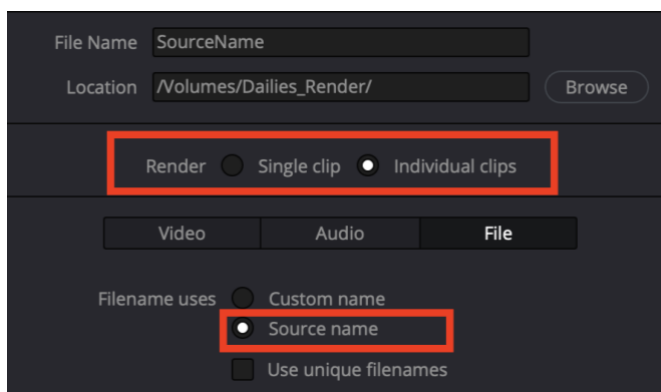 File Name SourceName
Location /Volumes/Dailies_Render/ Browse
Render Single clip Individual clips
Video Audio File
Filename uses Custom name
Source name
Use unique filenames